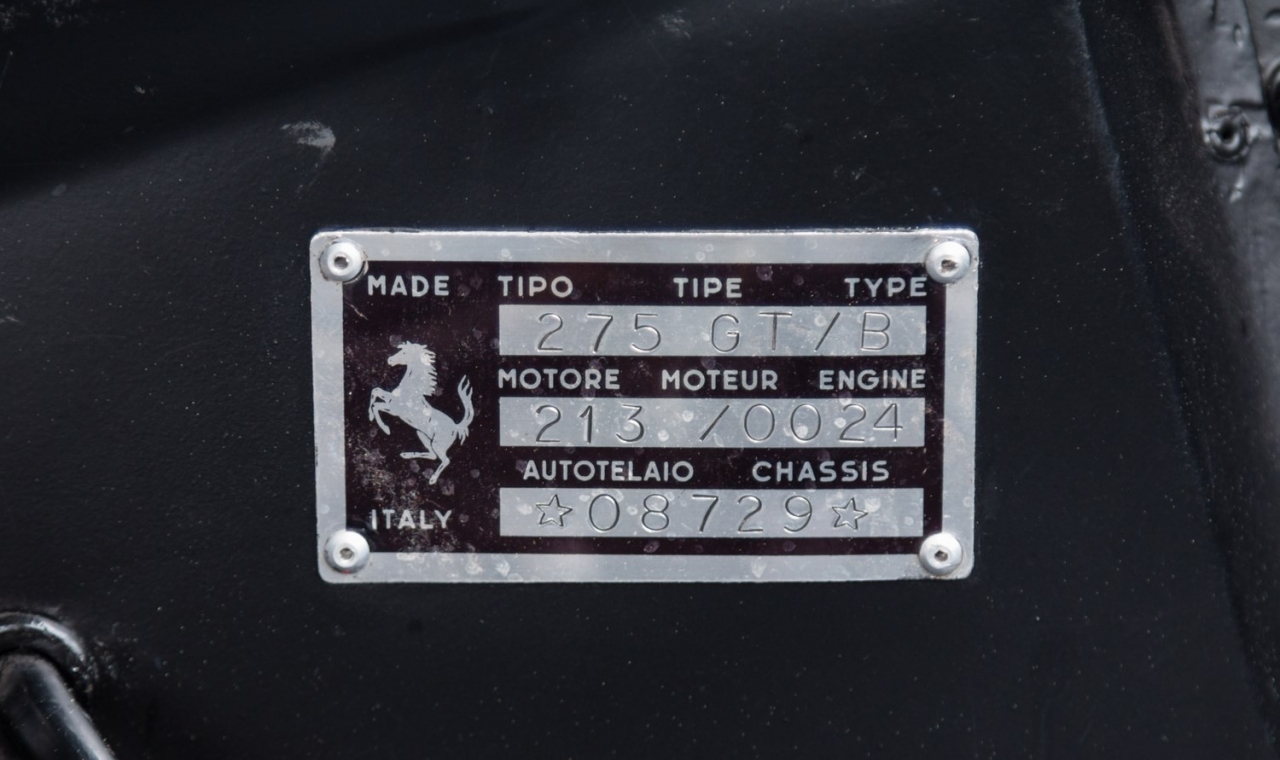 MADE TIPO TIPE TYPE
275 GT/B
MOTORE MOTEUR ENGINE
213 /0024
AUTOTELAIO CHASSIS
☆08729☆
ITALY